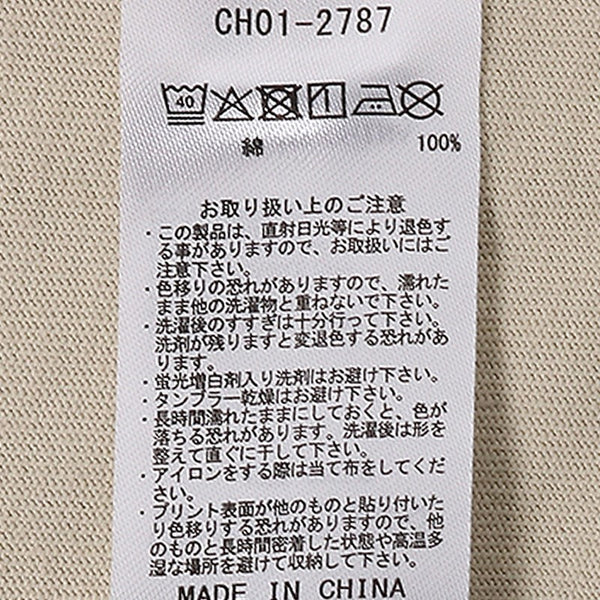 CH01-2787
40
綿 100%
お取り扱い上のご注意
・この製品は、直射日光等により退色す
る事がありますので、お取扱いにはご
注意下さい。
・色移りの恐れがありますので、濡れた
まま他の洗濯物と重ねないで下さい。
・洗濯後のすすぎは十分行って下さい。
洗剤が残りますと変退色する恐れがあ
ります。
・蛍光増白剤入り洗剤はお避け下さい。
・タンブラー乾燥はお避け下さい。
・長時間濡れたままにしておくと、色が
落ちる恐れがあります。洗濯後は形を
整えて直ぐに干して下さい。
・アイロンをする際は当て布をしてくだ
さい。
・プリント表面が他のものと貼り付いた
り色移りする恐れがありますので、他
のものと長時間密着した状態や高温多
湿な場所を避けて収納して下さい。
MADE IN CHINA